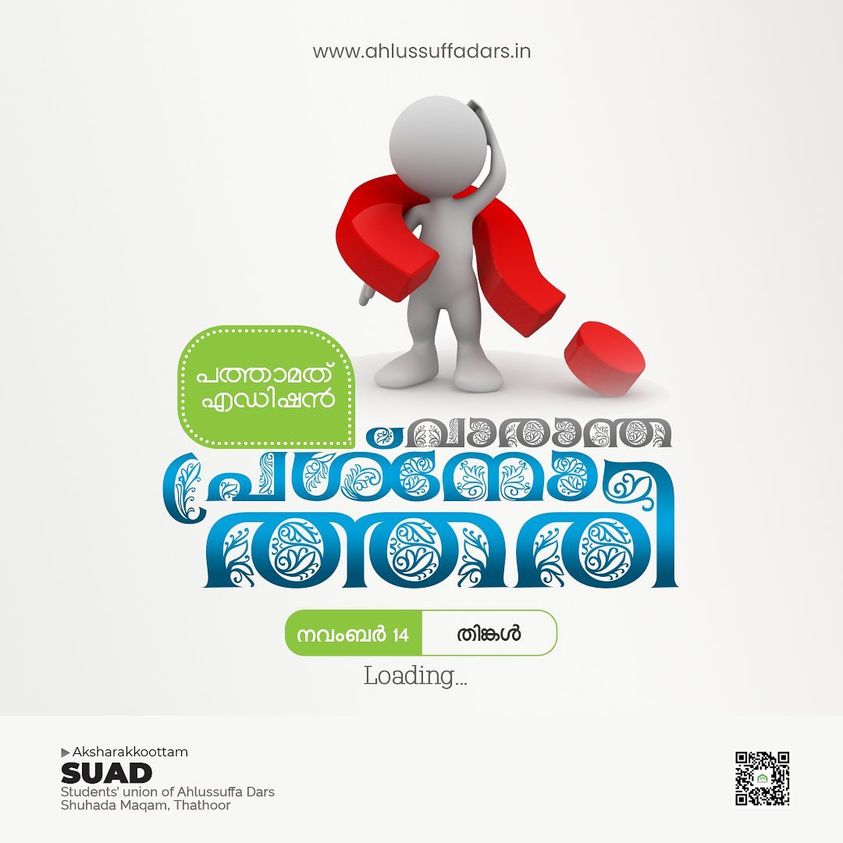 www.ahlussuffadars.in
പത്താമത്
എഡിഷൻ
വാരാന്ത
പ്രശ്നോ
ത്തരി
നവംബർ 14 തിങ്കൾ
Loading...
Aksharakkoottam
SUAD
Students' union of Ahlussuffa Dars
Shuhada Maqam, Thathoor